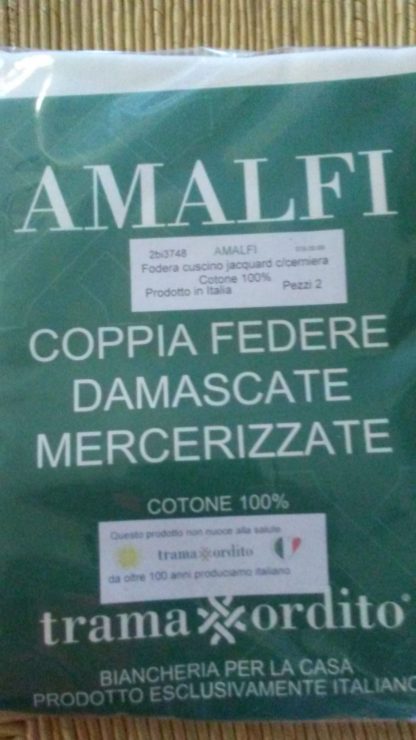 AMALFI
2bi3748 AMALFI
Fodera cuscino jacquard c/cerniera
Cotone 100%
Prodotto in Italia Pezzi 2
COPPIA FEDERE
DAMASCATE
MERCERIZZATE
COTONE 100%
Questo prodotto non nuoce alla salute
trama ordito
da oltre 100 anni produciamo italiano
trama ordito®
BIANCHERIA PER LA CASA
PRODOTTO ESCLUSIVAMENTE ITALIANO